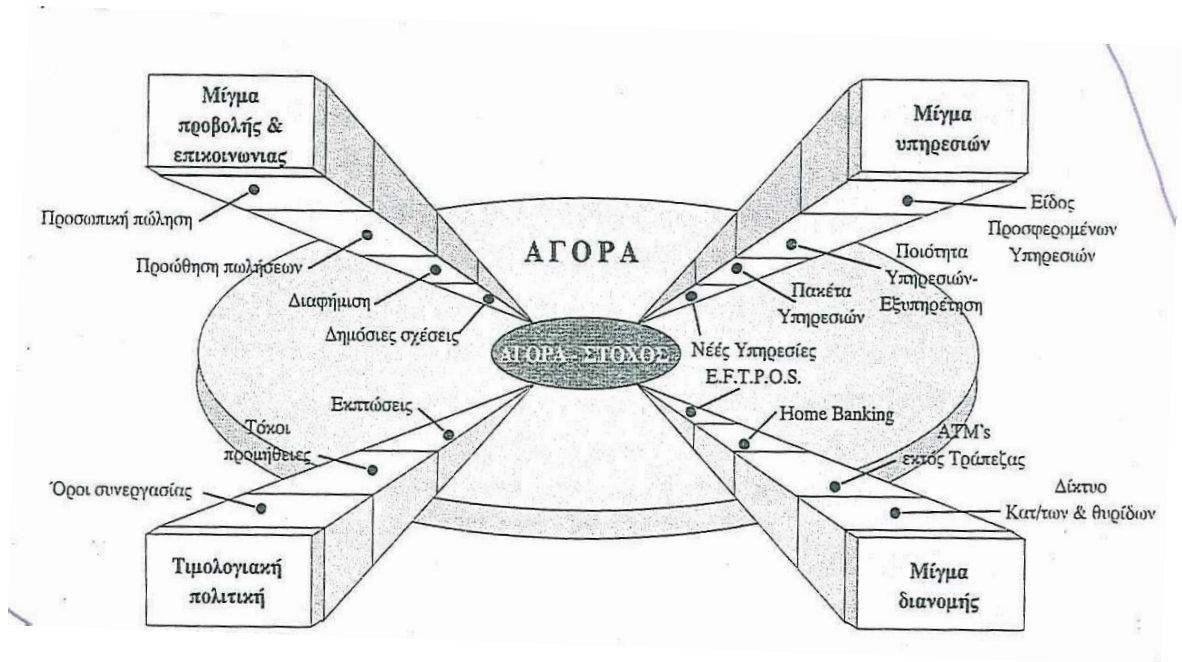 Μίγμα
προβολής &
επικοινωνιας
Μίγμα
υπηρεσιών
Προσωπική πώληση
Προώθηση πωλήσεων
Διαφήμιση
Δημόσιες σχέσεις
ΑΓΟΡΑ
Είδος
Προσφερομένων
Υπηρεσιών
Ποιότητα
Υπηρεσιών-
Εξυπηρέτηση
Πακέτα
Υπηρεσιών
Νέές Υπηρεσίες
ΑΓΟΡΑ - ΣΤΟΧΟΣ
E.F.T.P.O.S.
Home Banking
ATM's
εκτός Τράπεζας
Δίκτυο
Κατ/των & θυρίδων
Εκπτώσεις
Τόκοι
προμήθειες
Όροι συνεργασίας
Τιμολογιακή
πολιτική
Μίγμα
διανομής